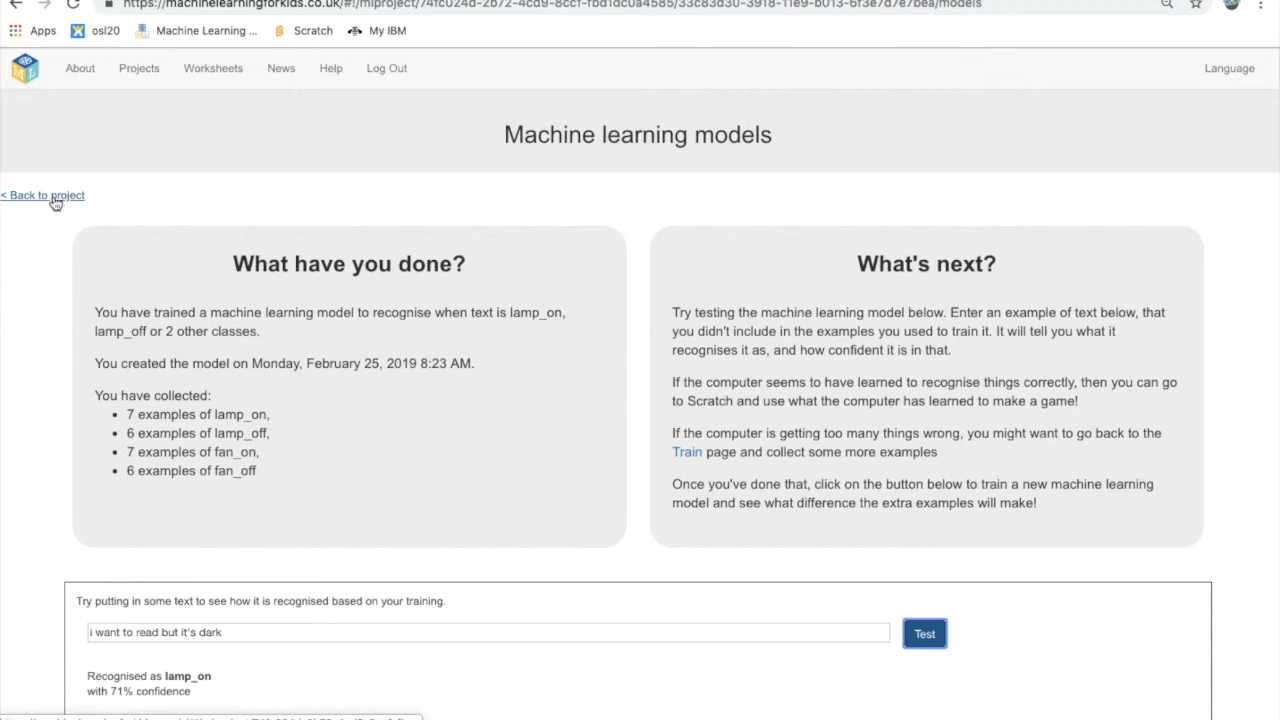 Apps osl20 Machine Learning ... Scratch My IBM
About Projects Worksheets News Help Log Out Language
Machine learning models
< Back to project
What have you done?
You have trained a machine learning model to recognise when text is lamp_on,
lamp_off or 2 other classes.
You created the model on Monday, February 25, 2019 8:23 AM.
You have collected:
• 7 examples of lamp_on,
• 6 examples of lamp_off,
• 7 examples of fan_on,
• 6 examples of fan_off
What's next?
Try testing the machine learning model below. Enter an example of text below, that
you didn't include in the examples you used to train it. It will tell you what it
recognises it as, and how confident it is in that.
If the computer seems to have learned to recognise things correctly, then you can go
to Scratch and use what the computer has learned to make a game!
If the computer is getting too many things wrong, you might want to go back to the
Train page and collect some more examples
Once you've done that, click on the button below to train a new machine learning
model and see what difference the extra examples will make!
Try putting in some text to see how it is recognised based on your training.
i want to read but it's dark
Test
Recognised as lamp_on
with 71% confidence